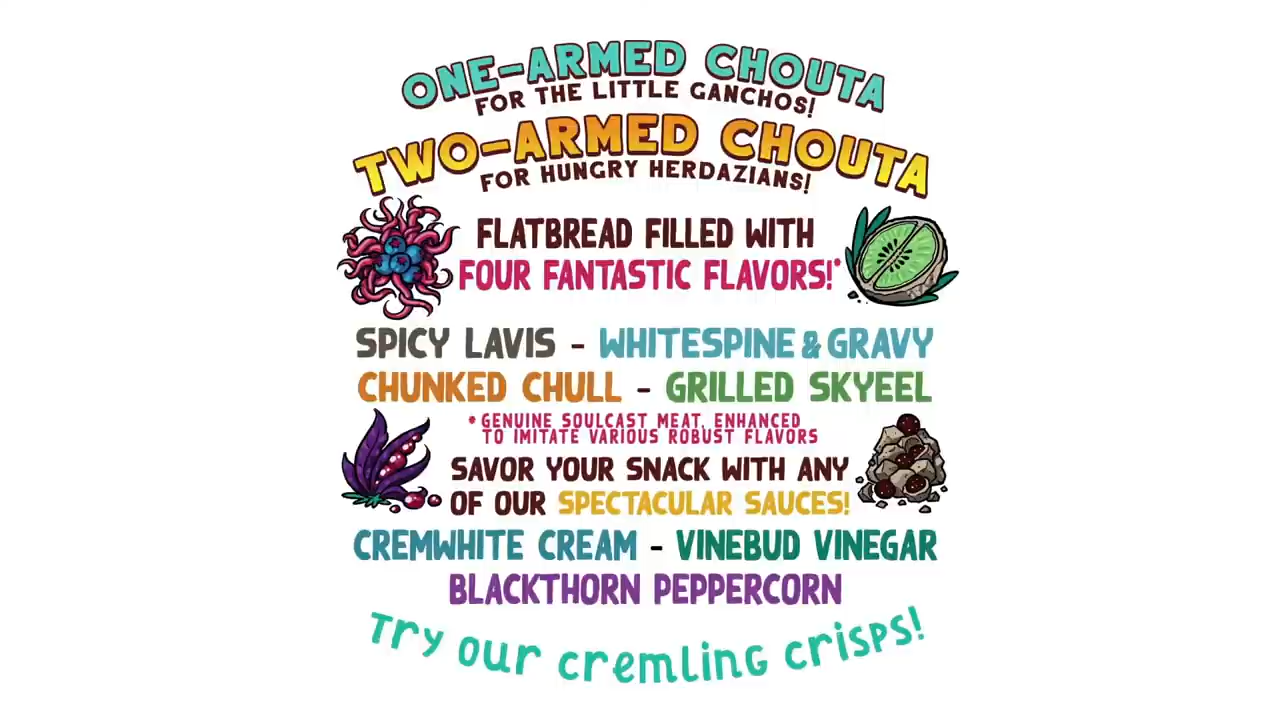 ONE-ARMED CHOUTA
FOR THE LITTLE GANCHOS!
TWO-ARMED CHOUTA
FOR HUNGRY HERDAZIANS!
FLATBREAD FILLED WITH
FOUR FANTASTIC FLAVORS!*
SPICY LAVIS - WHITESPINE & GRAVY
CHUNKED CHULL - GRILLED SKYEEL
* GENUINE SOULCAST MEAT, ENHANCED
TO IMITATE VARIOUS ROBUST FLAVORS
SAVOR YOUR SNACK WITH ANY
OF OUR SPECTACULAR SAUCES!
CREMWHITE CREAM - VINEBUD VINEGAR
BLACKTHORN PEPPERCORN
Try our cremling crisps!